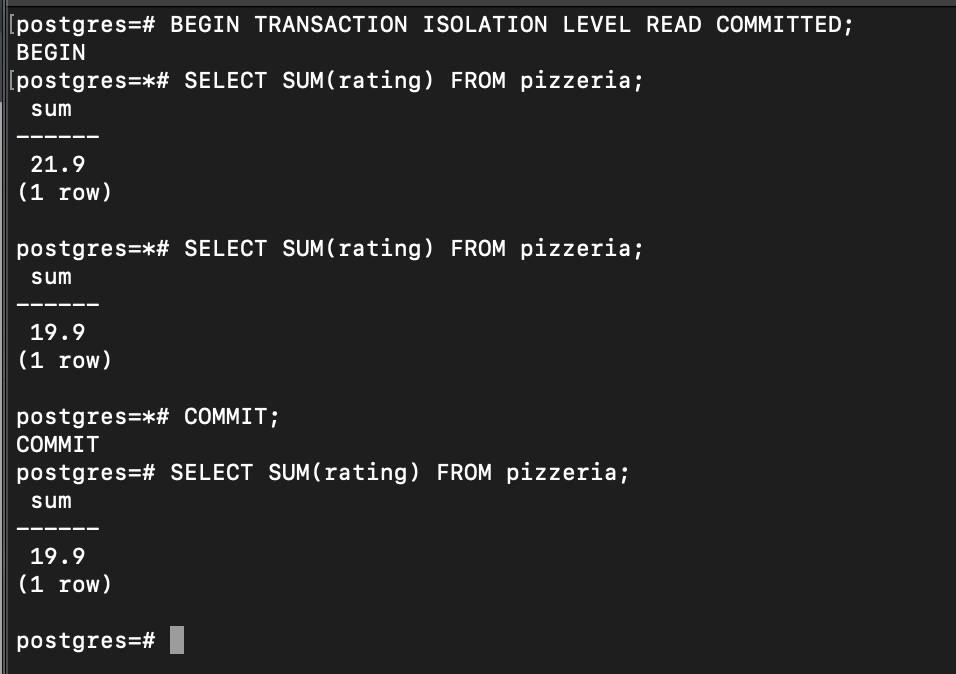 [postgres=# BEGIN TRANSACTION ISOLATION LEVEL READ COMMITTED;
BEGIN
[postgres=*# SELECT SUM(rating) FROM pizzeria;
 sum
------
 21.9
(1 row)

postgres=*# SELECT SUM(rating) FROM pizzeria;
 sum
------
 19.9
(1 row)

postgres=*# COMMIT;
COMMIT
postgres=# SELECT SUM(rating) FROM pizzeria;
 sum
------
 19.9
(1 row)

postgres=#